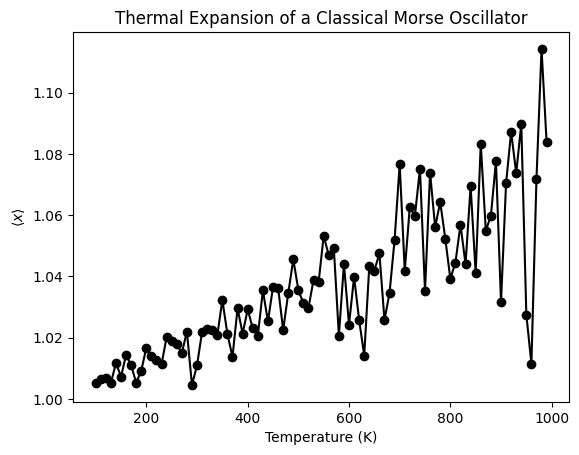 Thermal Expansion of a Classical Morse Oscillator
1.10
1.08
1.06
⟨x⟩
1.04
1.02
1.00
200 400 600 800 1000
Temperature (K)